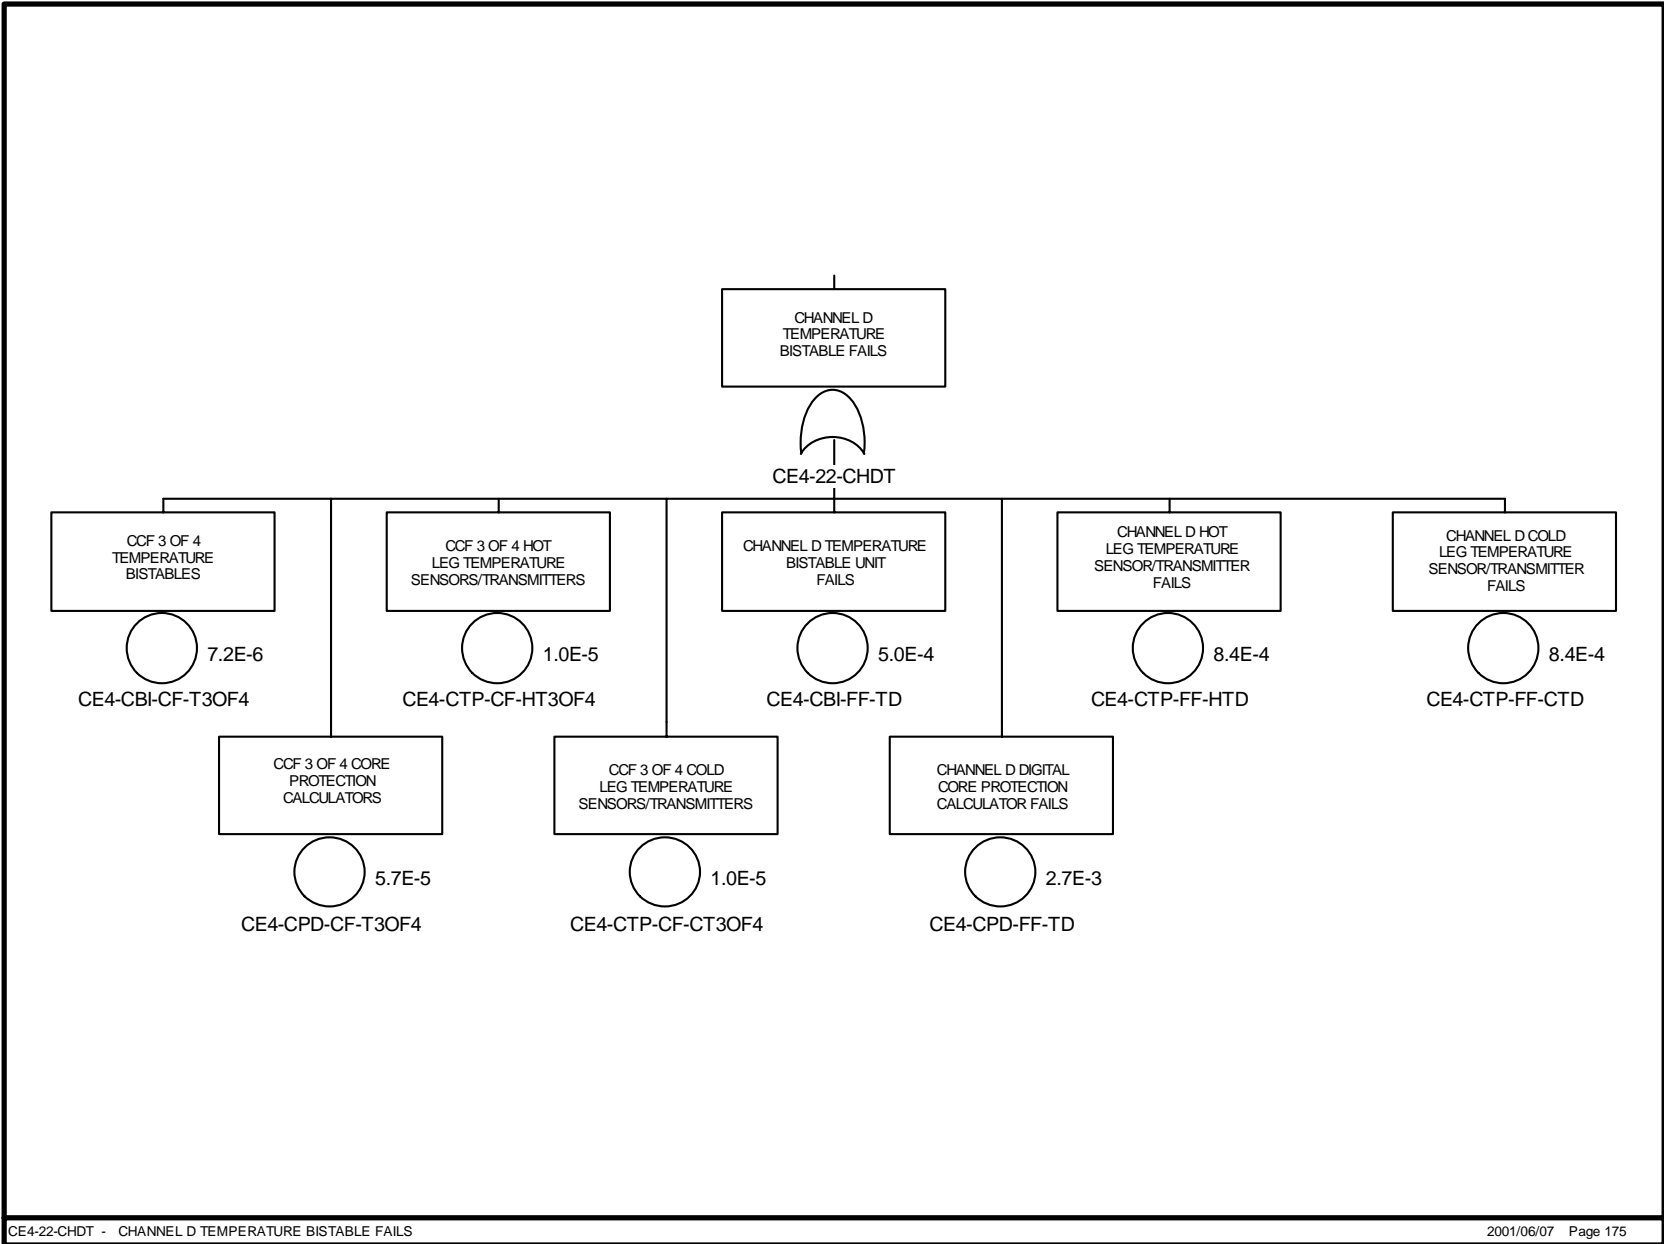 CHANNEL D
TEMPERATURE
BISTABLE FAILS
CE4-22-CHDT
CCF 3 OF 4
TEMPERATURE
BISTABLES
7.2E-6
CE4-CBI-CF-T3OF4
CCF 3 OF 4 HOT
LEG TEMPERATURE
SENSORS/TRANSMITTERS
1.0E-5
CE4-CTP-CF-HT3OF4
CHANNEL D TEMPERATURE
BISTABLE UNIT
FAILS
5.0E-4
CE4-CBI-FF-TD
CHANNEL D HOT
LEG TEMPERATURE
SENSOR/TRANSMITTER
FAILS
8.4E-4
CE4-CTP-FF-HTD
CHANNEL D COLD
LEG TEMPERATURE
SENSOR/TRANSMITTER
FAILS
8.4E-4
CE4-CTP-FF-CTD
CCF 3 OF 4 CORE
PROTECTION
CALCULATORS
5.7E-5
CE4-CPD-CF-T3OF4
CCF 3 OF 4 COLD
LEG TEMPERATURE
SENSORS/TRANSMITTERS
1.0E-5
CE4-CTP-CF-CT3OF4
CHANNEL D DIGITAL
CORE PROTECTION
CALCULATOR FAILS
2.7E-3
CE4-CPD-FF-TD
CE4-22-CHDT - CHANNEL D TEMPERATURE BISTABLE FAILS
2001/06/07 Page 175